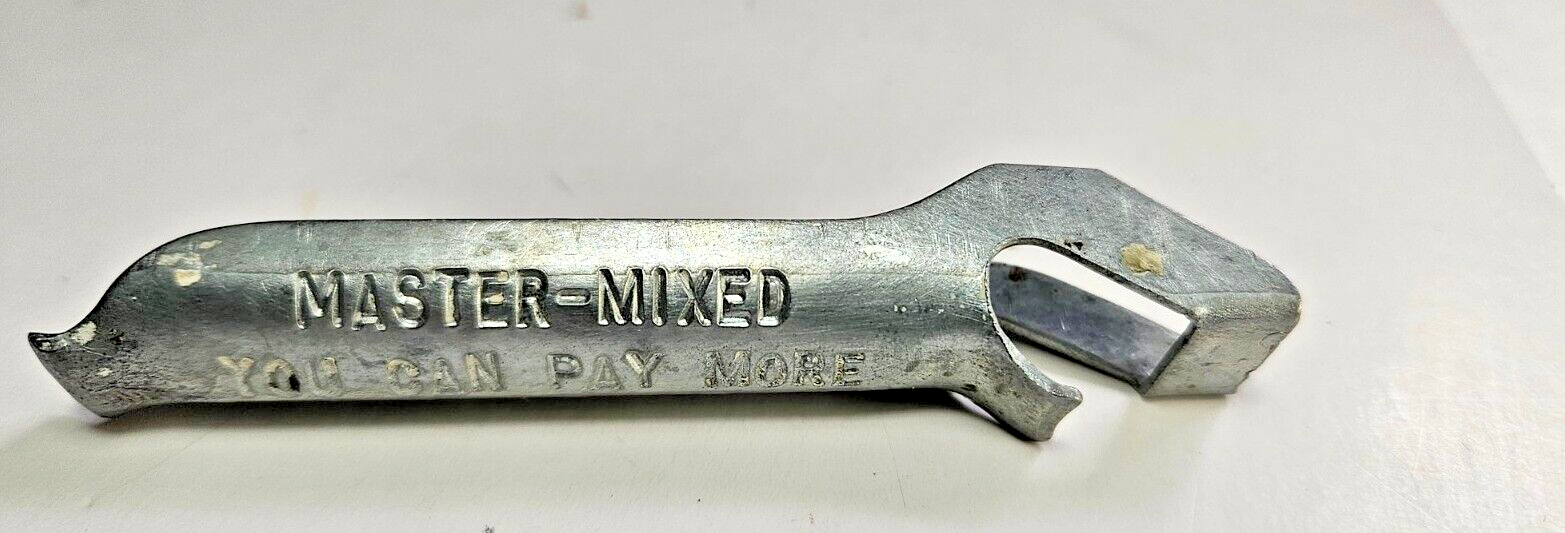 MASTER-MIXED
YOU CAN PAY MORE